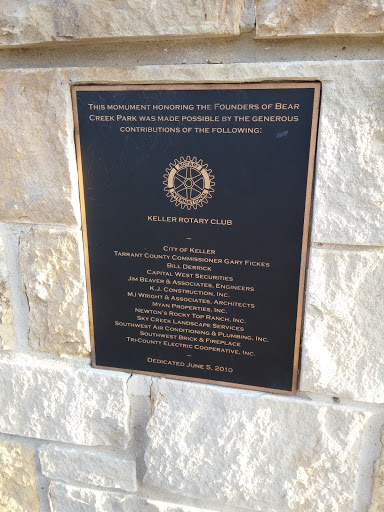 THIS MONUMENT HONORING THE FOUNDERS OF BEAR
CREEK PARK WAS MADE POSSIBLE BY THE GENEROUS
CONTRIBUTIONS OF THE FOLLOWING:
ROTARY
INTERNATIONAL
KELLER ROTARY CLUB
–
CITY OF KELLER
TARRANT COUNTY COMMISSIONER GARY FICKES
BILL DERRICK
CAPITAL WEST SECURITIES
JIM BEAVER & ASSOCIATES, ENGINEERS
K.J. CONSTRUCTION, INC.
MJ WRIGHT & ASSOCIATES, ARCHITECTS
MYAN PROPERTIES, INC.
NEWTON'S ROCKY TOP RANCH, INC.
SKY CREEK LANDSCAPE SERVICES
SOUTHWEST AIR CONDITIONING & PLUMBING, INC.
SOUTHWEST BRICK & FIREPLACE
TRI-COUNTY ELECTRIC COOPERATIVE, INC.
–
DEDICATED JUNE 5, 2010